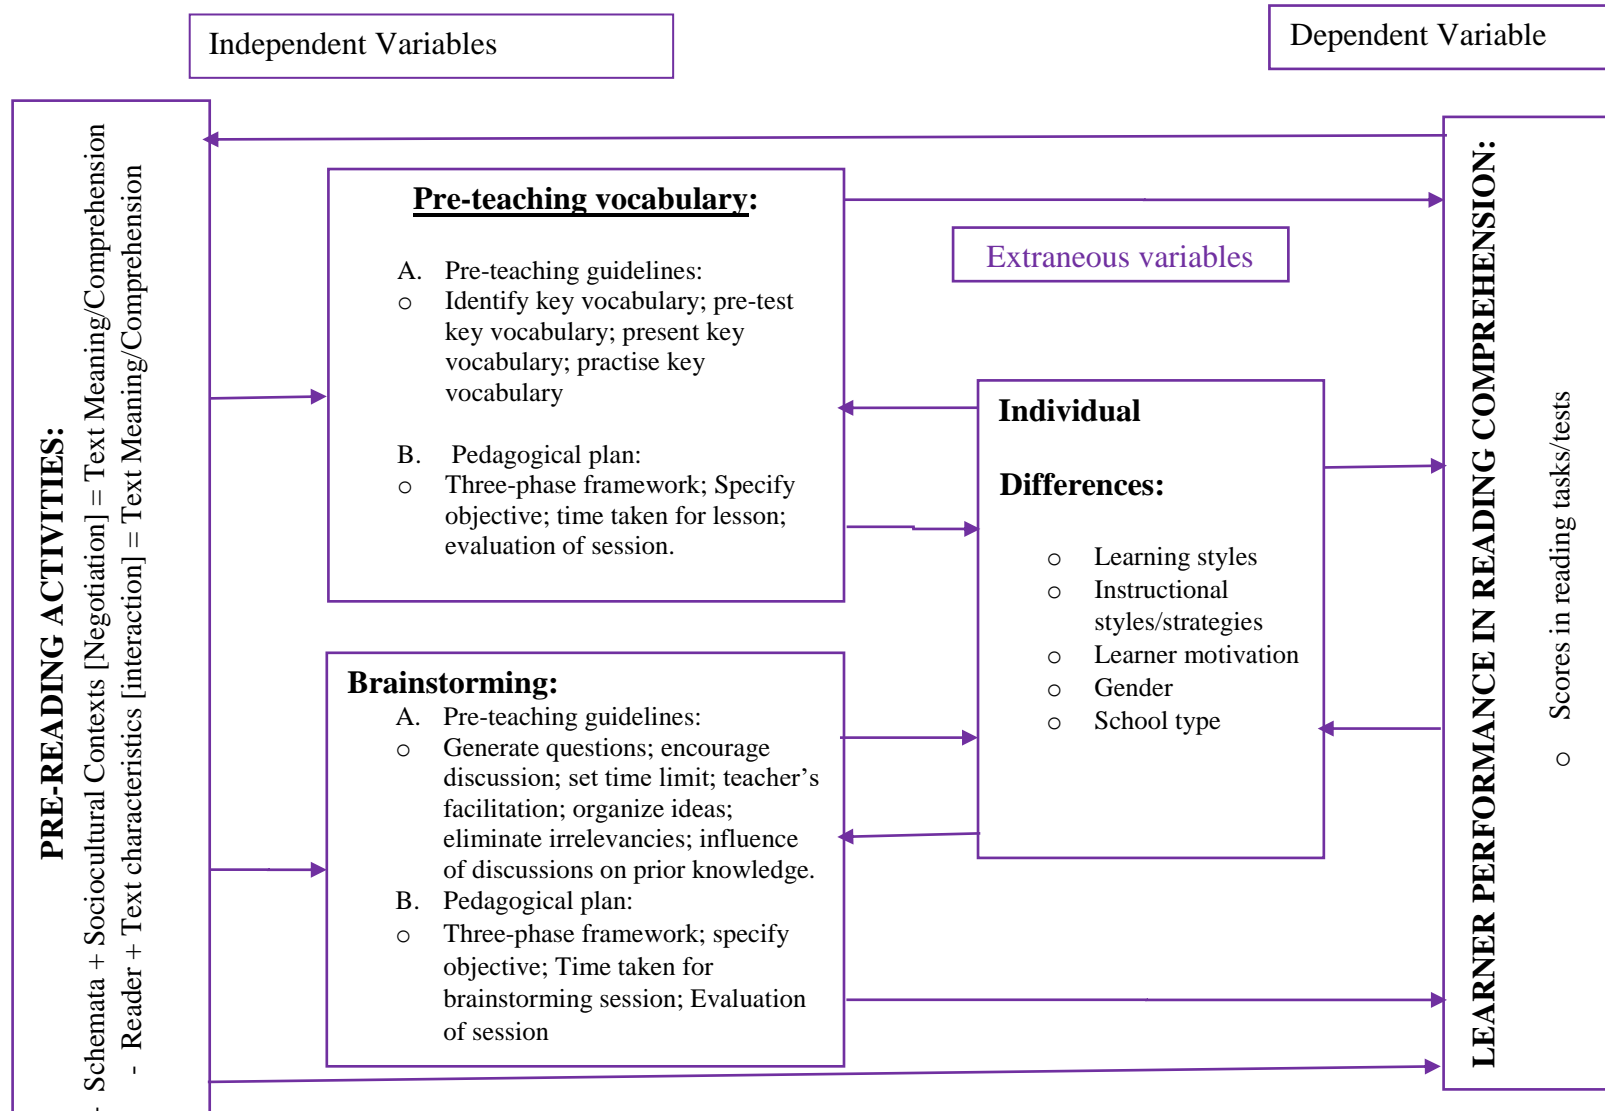 Independent Variables
Dependent Variable
PRE-READING ACTIVITIES:
- Schemata + Sociocultural Contexts [Negotiation] = Text Meaning/Comprehension
- Reader + Text characteristics [interaction] = Text Meaning/Comprehension
Pre-teaching vocabulary:
A. Pre-teaching guidelines:
o Identify key vocabulary; pre-test
key vocabulary; present key
vocabulary; practise key
vocabulary
B. Pedagogical plan:
o Three-phase framework; Specify
objective; time taken for lesson;
evaluation of session.
Brainstorming:
A. Pre-teaching guidelines:
o Generate questions; encourage
discussion; set time limit; teacher’s
facilitation; organize ideas;
eliminate irrelevancies; influence
of discussions on prior knowledge.
B. Pedagogical plan:
o Three-phase framework; specify
objective; Time taken for
brainstorming session; Evaluation
of session
Extraneous variables
Individual
Differences:
o Learning styles
o Instructional
styles/strategies
o Learner motivation
o Gender
o School type
LEARNER PERFORMANCE IN READING COMPREHENSION:
o Scores in reading tasks/tests